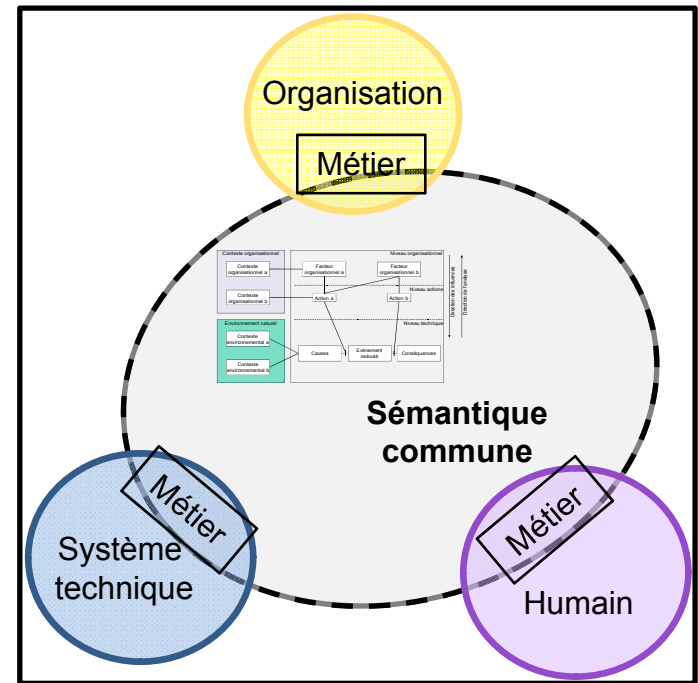 Organisation
Métier
Contexte organisationnel
Contexte
organisationnel a
Contexte
organisationnel b
Niveau organisationnel
Facteur
organisationnel a
Facteur
organisationnel b
Niveau actions
Action a
Action b
Niveau technique
Direction des influences
Direction de l'analyse
Environnement naturel
Contexte
environnemental a
Contexte
environnemental b
Causes
Evènement
redouté
Conséquences
Sémantique
commune
Métier
Système
technique
Métier
Humain